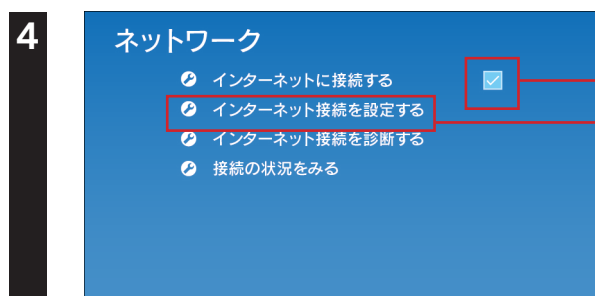 4
ネットワーク
インターネットに接続する
インターネット接続を設定する
インターネット接続を診断する
接続の状況をみる